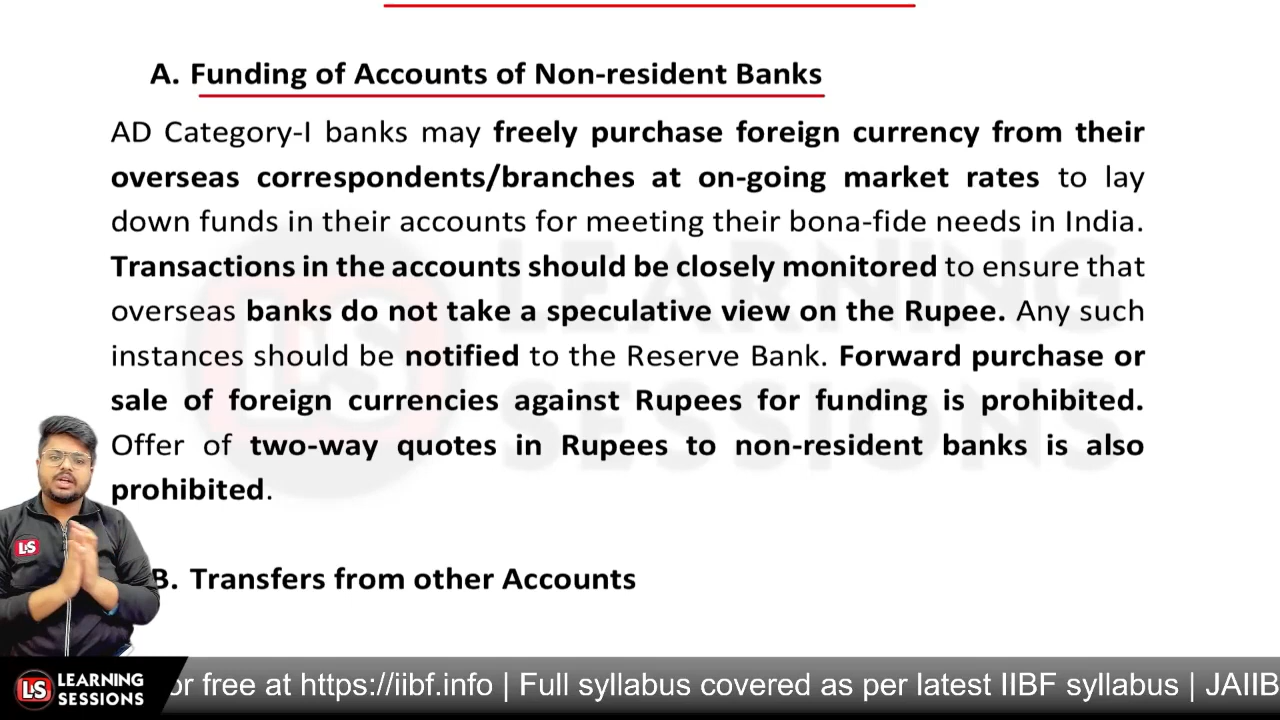 A. Funding of Accounts of Non-resident Banks
AD Category-I banks may freely purchase foreign currency from their
overseas correspondents/branches at on-going market rates to lay
down funds in their accounts for meeting their bona-fide needs in India.
Transactions in the accounts should be closely monitored to ensure that
overseas banks do not take a speculative view on the Rupee. Any such
instances should be notified to the Reserve Bank. Forward purchase or
sale of foreign currencies against Rupees for funding is prohibited.
Offer of two-way quotes in Rupees to non-resident banks is also
prohibited.
B. Transfers from other Accounts
LS LEARNING SESSIONS
LS
LS LEARNING
SESSIONS
or free at https://iibf.info | Full syllabus covered as per latest IIBF syllabus | JAIIB